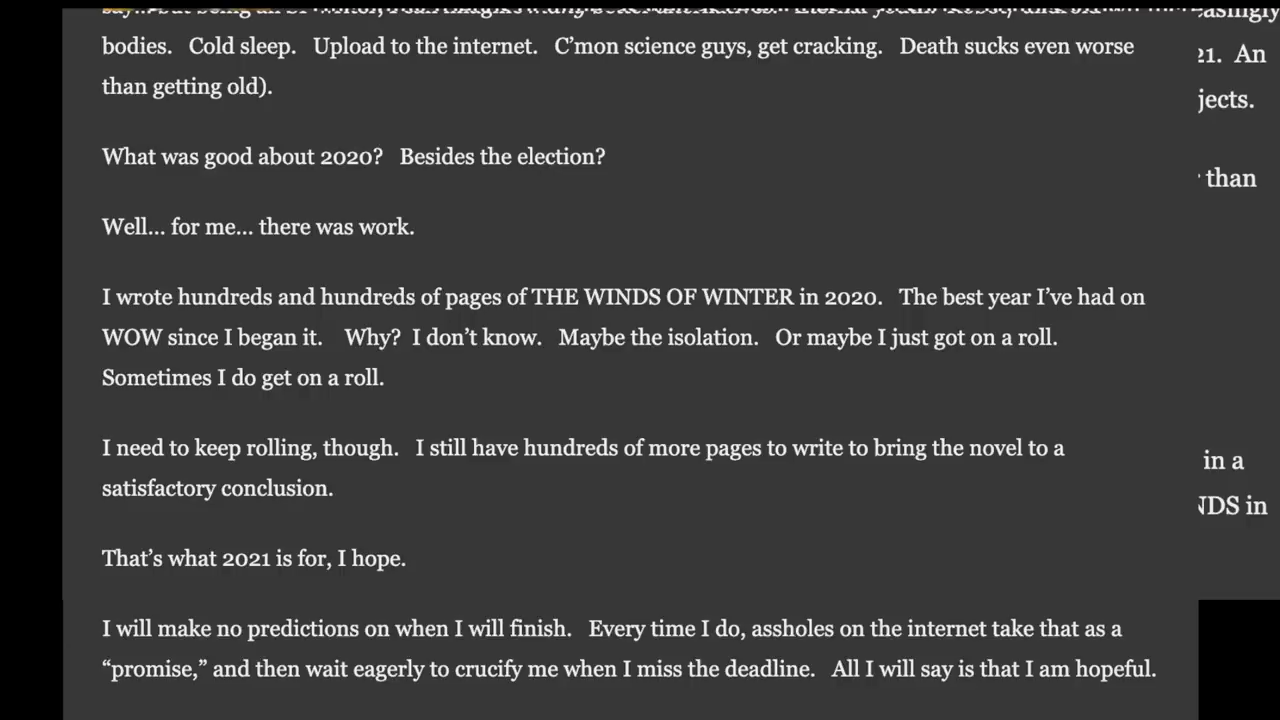 bodies. Cold sleep. Upload to the internet. C'mon science guys, get cracking. Death sucks even worse
than getting old).
What was good about 2020? Besides the election?
Well... for me... there was work.
I wrote hundreds and hundreds of pages of THE WINDS OF WINTER in 2020. The best year I've had on
WOW since I began it. Why? I don't know. Maybe the isolation. Or maybe I just got on a roll.
Sometimes I do get on a roll.
I need to keep rolling, though. I still have hundreds of more pages to write to bring the novel to a
satisfactory conclusion.
That's what 2021 is for, I hope.
I will make no predictions on when I will finish. Every time I do, assholes on the internet take that as a
"promise," and then wait eagerly to crucify me when I miss the deadline. All I will say is that I am hopeful.
21. An
jects.
than
in a
NDS in